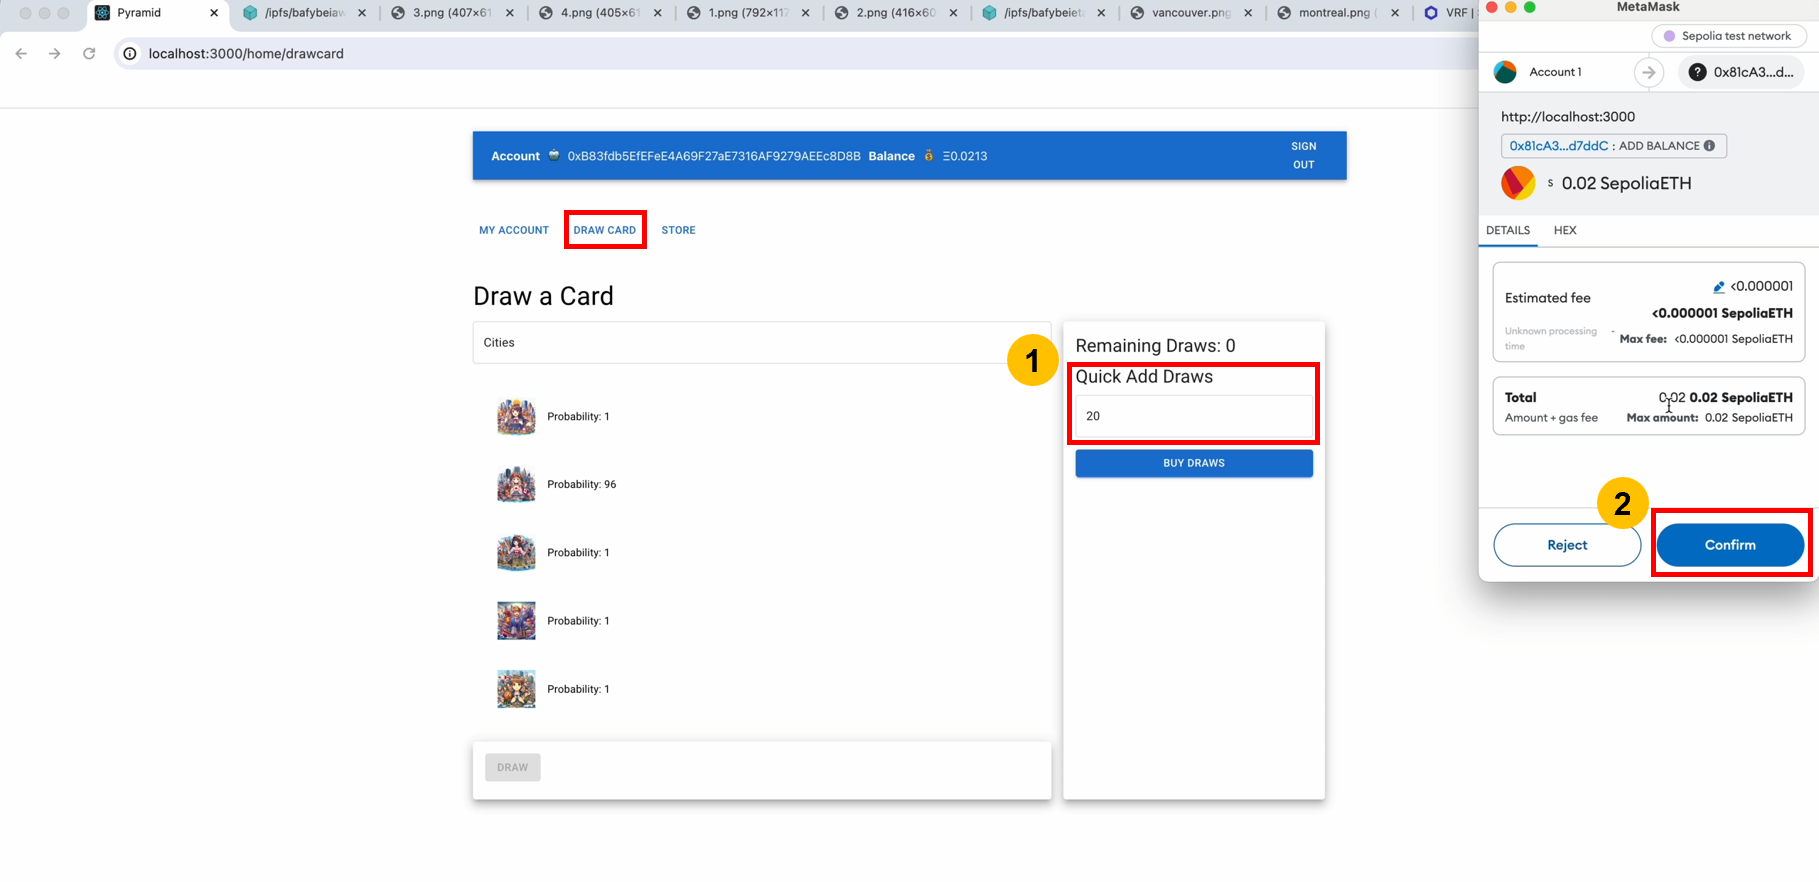 Pyramid
/ipfs/bafybeiaw
3.png (407×61
4.png (405×61
1.png (792×117
2.png (416×60
/ipfs/bafybeieta
vancouver.png
montreal.png (
VRF |
localhost:3000/home/drawcard
Account 0xB83fdb5EfEFeE4A69F27aE7316AF9279AEEc8D8B Balance Ξ0.0213
SIGN
OUT
MY ACCOUNT
DRAW CARD
STORE
Draw a Card
Cities
Probability: 1
Probability: 96
Probability: 1
Probability: 1
Probability: 1
DRAW
1
Remaining Draws: 0
Quick Add Draws
20
BUY DRAWS
MetaMask
Sepolia test network
Account 1
0x81cA3...d...
http://localhost:3000
0x81cA3...d7ddC : ADD BALANCE
S 0.02 SepoliaETH
DETAILS
HEX
Estimated fee
<0.000001
<0.000001 SepoliaETH
Unknown processing
time
-
Max fee: <0.000001 SepoliaETH
Total
0.02 0.02 SepoliaETH
Amount + gas fee
Max amount: 0.02 SepoliaETH
2
Reject
Confirm